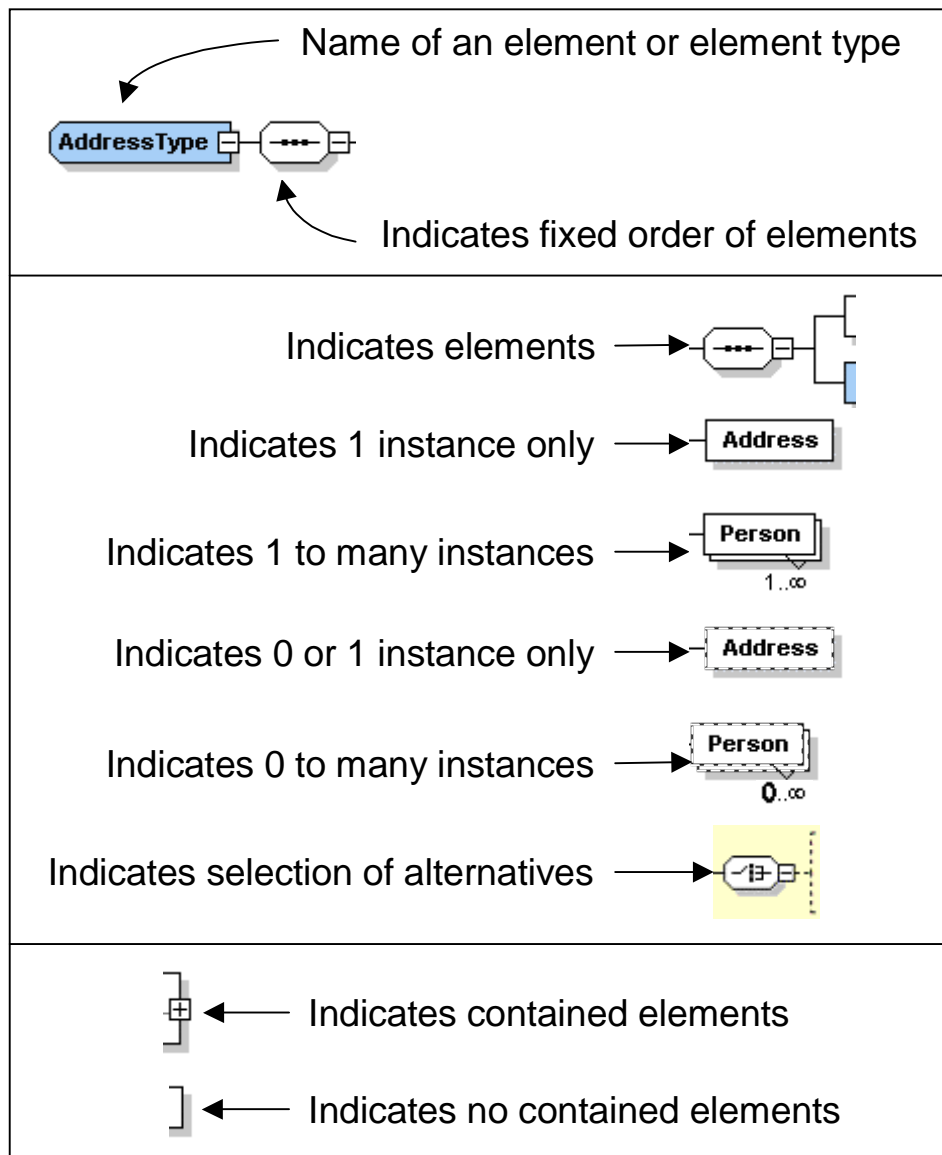 Name of an element or element type
AddressType
Indicates fixed order of elements
Indicates elements
Indicates 1 instance only
Address
Indicates 1 to many instances
Person
1..∞
Indicates 0 or 1 instance only
Address
Indicates 0 to many instances
Person
0..∞
Indicates selection of alternatives
Indicates contained elements
Indicates no contained elements